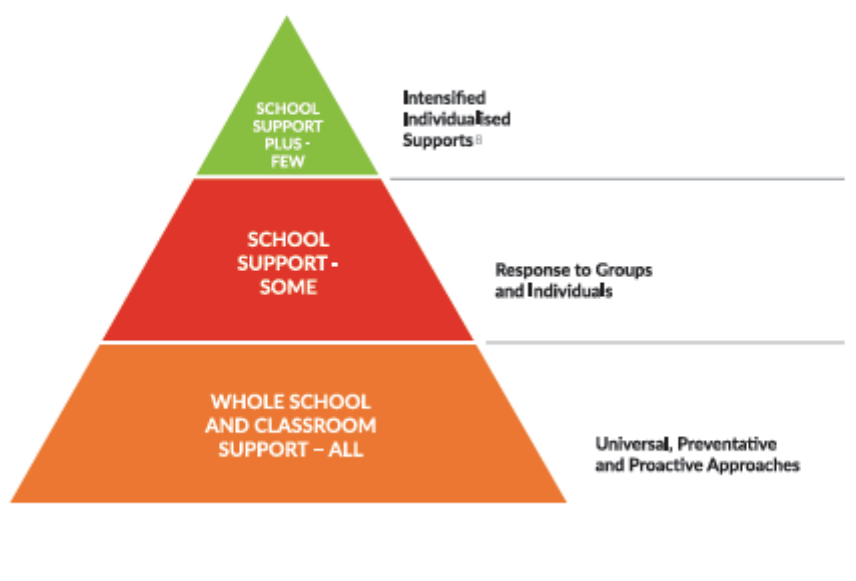 SCHOOL
SUPPORT
PLUS -
FEW
Intensified
Individualised
Supports 8
SCHOOL
SUPPORT -
SOME
Response to Groups
and Individuals
WHOLE SCHOOL
AND CLASSROOM
SUPPORT – ALL
Universal, Preventative
and Proactive Approaches